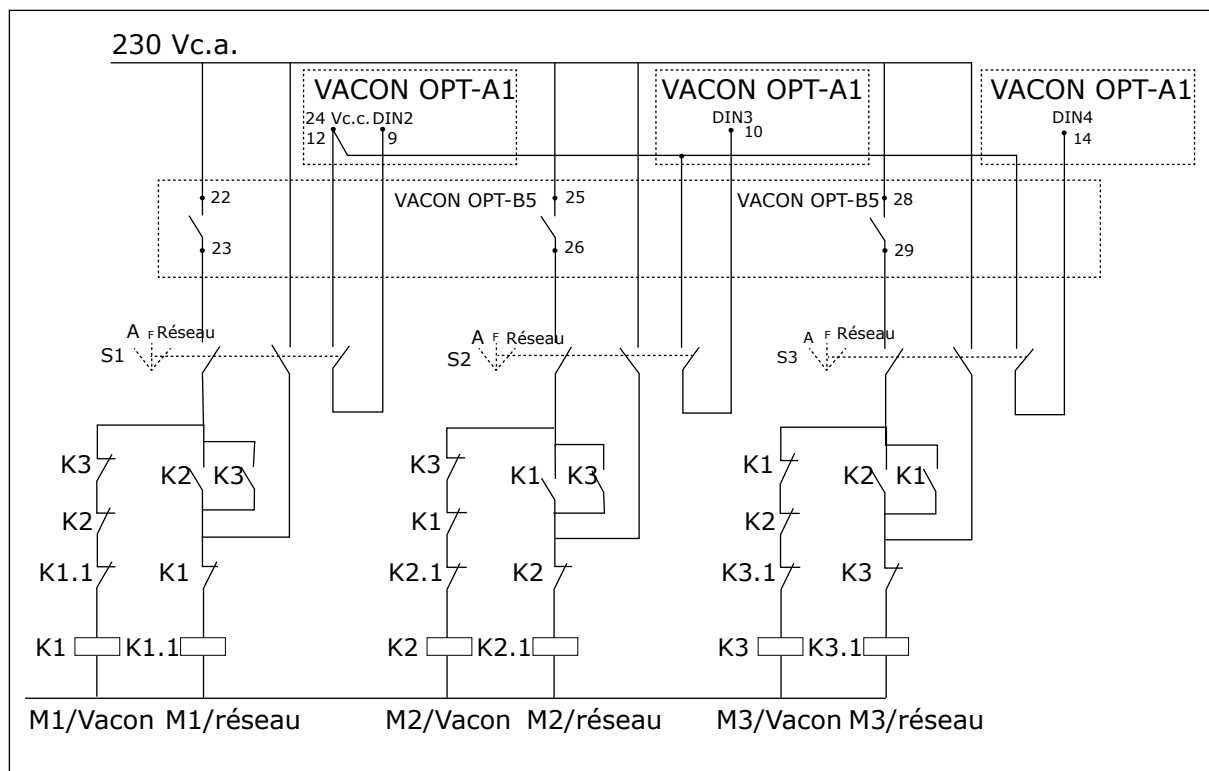 230 Vc.a.
VACON OPT-A1
VACON OPT-A1
VACON OPT-A1
24 Vc.c. DIN2
DIN3
DIN4
12
9
10
14
22
VACON OPT-B5
25
VACON OPT-B5
28
23
26
29
A F Réseau
A F Réseau
A F Réseau
S1
S2
S3
K3
K2
K3
K3
K1
K3
K1
K2
K1
K2
K1
K2
K1.1
K1
K2.1
K2
K3.1
K3
K1
K1.1
K2
K2.1
K3
K3.1
M1/Vacon
M1/réseau
M2/Vacon
M2/réseau
M3/Vacon
M3/réseau